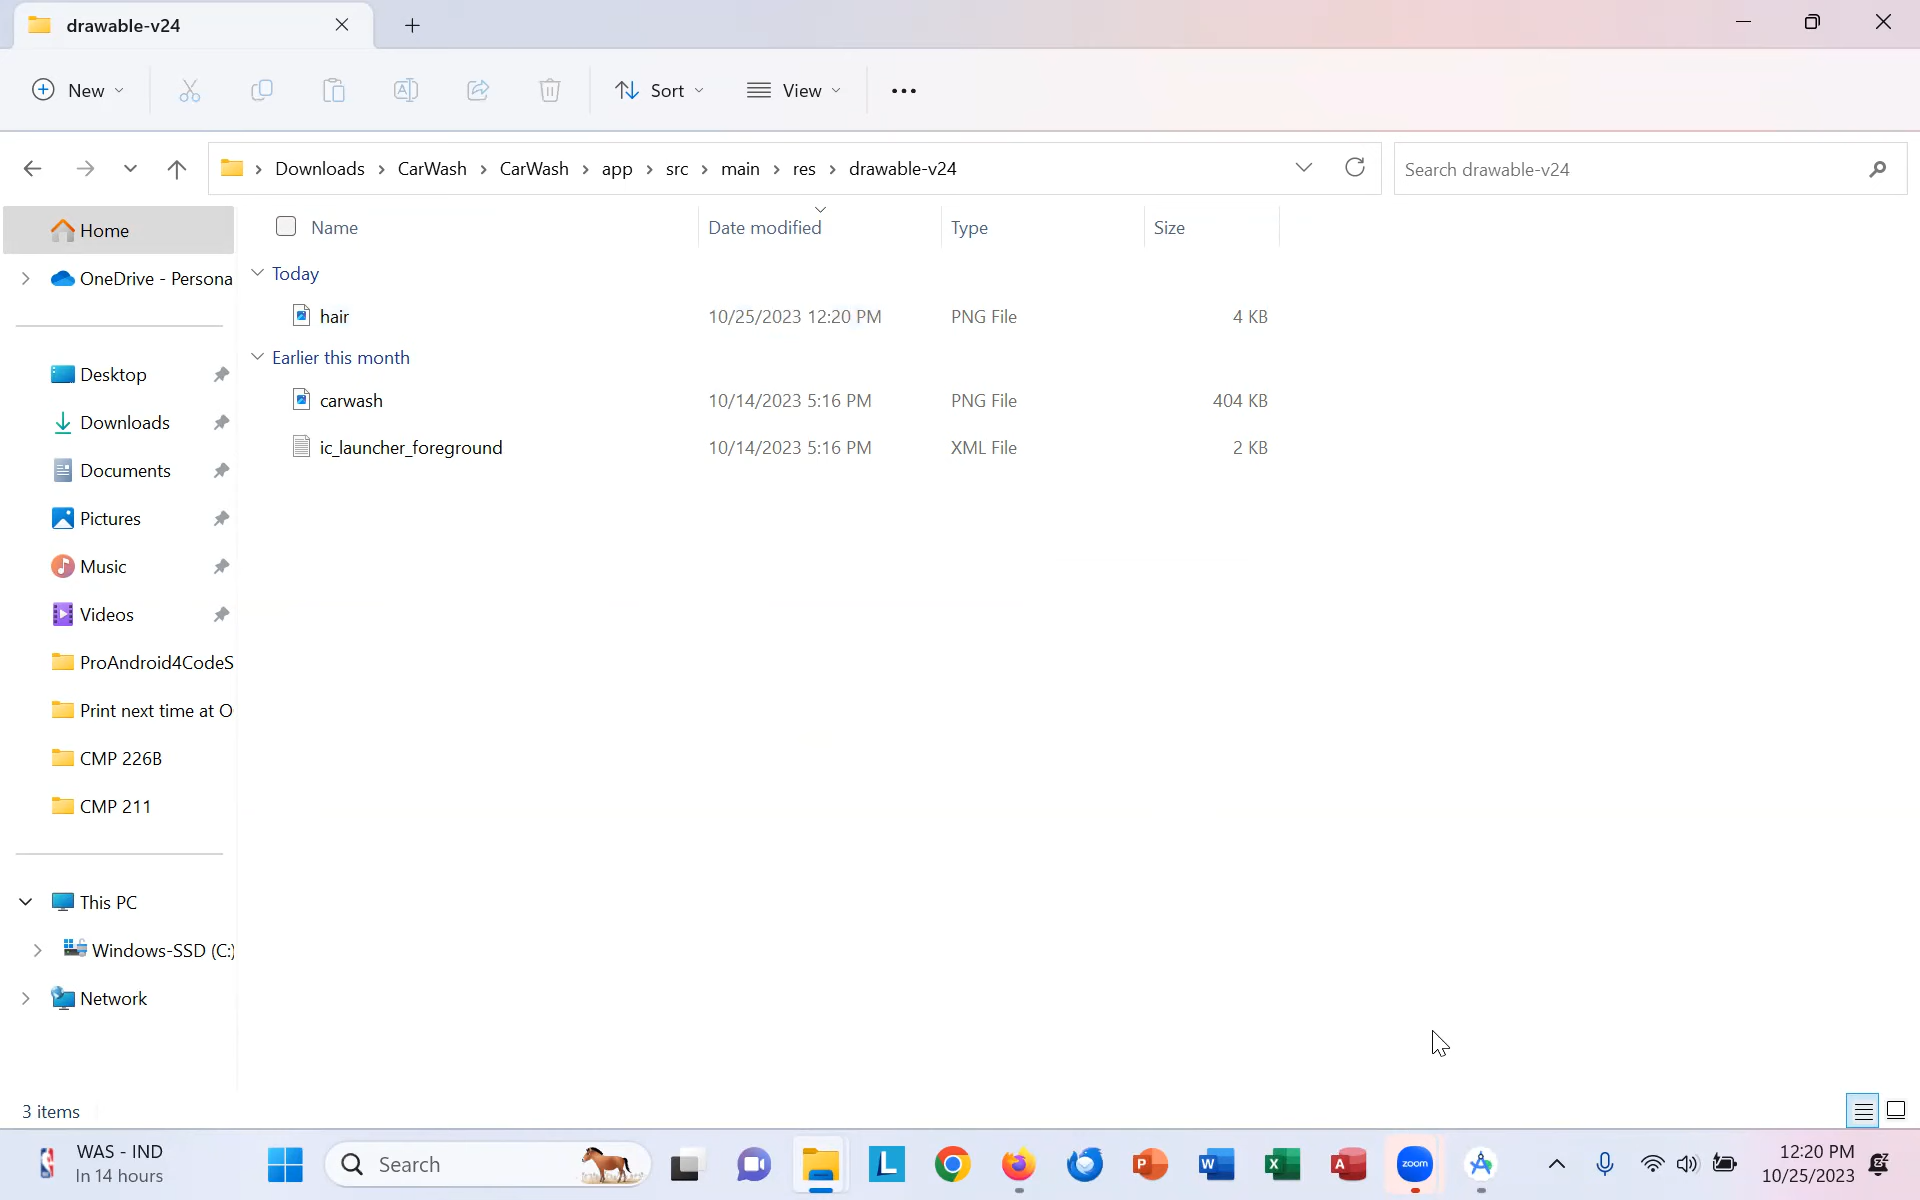 drawable-v24
New
Sort
View
Downloads > CarWash > CarWash > app > src > main > res > drawable-v24
Search drawable-v24
Name Date modified Type Size
Home
OneDrive - Persona
Desktop
Downloads
Documents
Pictures
Music
Videos
ProAndroid4CodeS
Print next time at O
CMP 226B
CMP 211
This PC
Windows-SSD (C:)
Network
Today
hair 10/25/2023 12:20 PM PNG File 4 KB
Earlier this month
carwash 10/14/2023 5:16 PM PNG File 404 KB
ic_launcher_foreground 10/14/2023 5:16 PM XML File 2 KB
3 items
WAS - IND
In 14 hours
Search
L
P
W
X
A
zoom
12:20 PM
10/25/2023